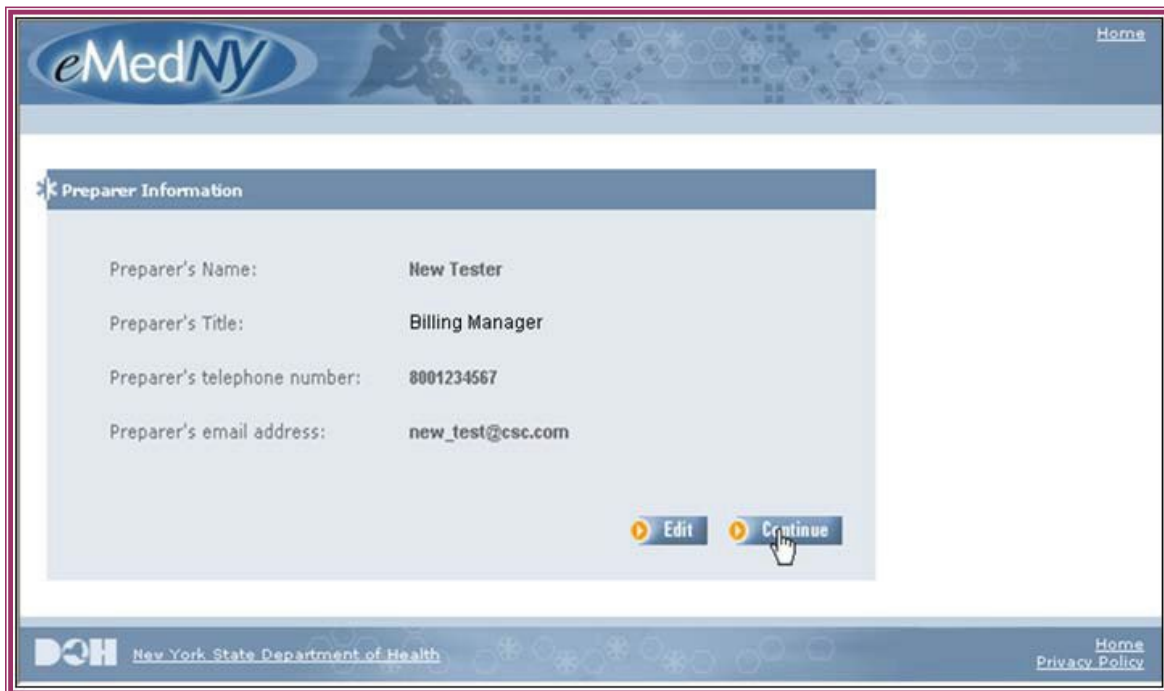 eMedNY
Home
Preparer Information
Preparer's Name: New Tester
Preparer's Title: Billing Manager
Preparer's telephone number: 8001234567
Preparer's email address: new_test@csc.com
Edit Continue
DOH New York State Department of Health Home
Privacy Policy